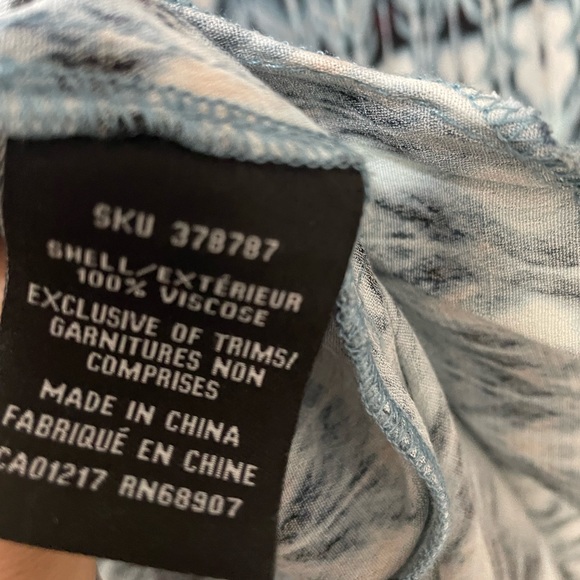 SKU 378787
SHELL/EXTÉRIEUR
100% VISCOSE
EXCLUSIVE OF TRIMS/
GARNITURES NON
COMPRISES
MADE IN CHINA
FABRIQUÉ EN CHINE
CA01217 RN68907